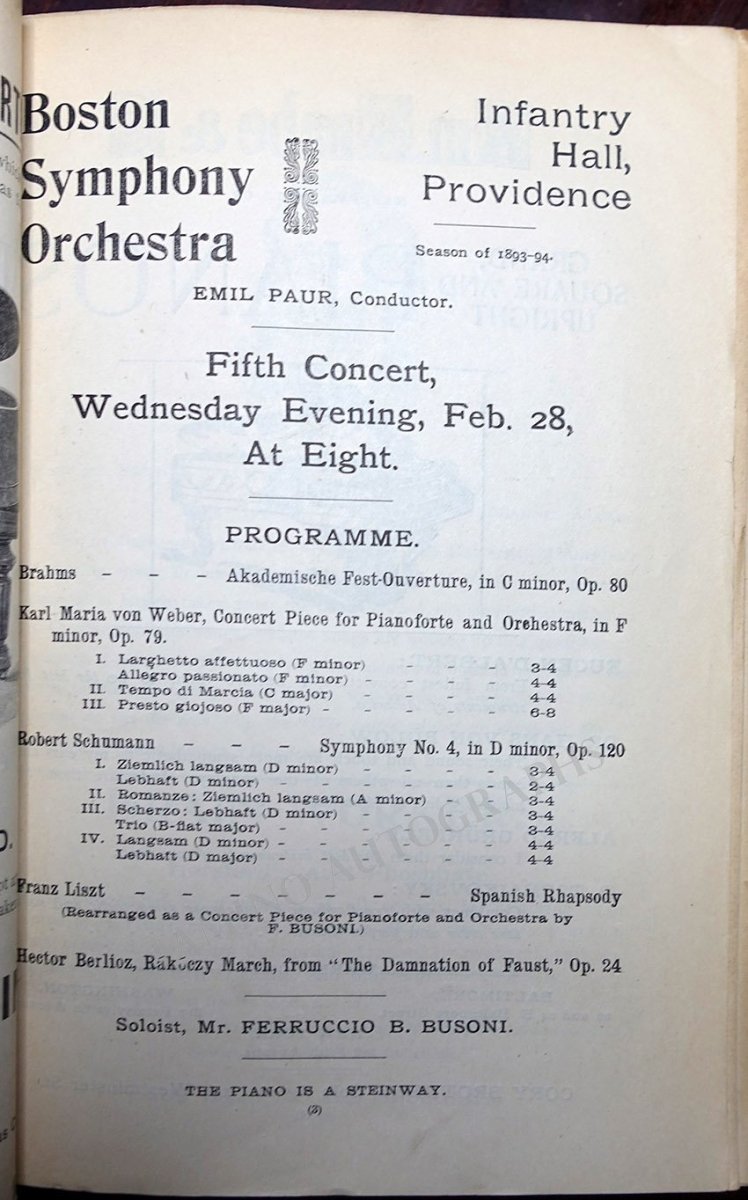 Boston
Symphony
Orchestra
Infantry
Hall,
Providence
Season of 1893-94.
EMIL PAUR, Conductor.
Fifth Concert,
Wednesday Evening, Feb. 28,
At Eight.
PROGRAMME.
Brahms – – – Akademische Fest-Ouverture, in C minor, Op. 80
Karl Maria von Weber, Concert Piece for Pianoforte and Orchestra, in F
minor, Op. 79.
I. Larghetto affettuoso (F minor) - - - 3-4
Allegro passionato (F minor) - - - - 4-4
II. Tempo di Marcia (C major) - - - - 4-4
III. Presto giojoso (F major) - - - - - 6-8
Robert Schumann – – – Symphony No. 4, in D minor, Op. 120
I. Ziemlich langsam (D minor) - - - - 3-4
Lebhaft (D minor) - - - - - - 2-4
II. Romanze: Ziemlich langsam (A minor) - - - 3-4
III. Scherzo: Lebhaft (D minor) - - - - 3-4
Trio (B-flat major) - - - - - - 3-4
IV. Langsam (D minor) - - - - - - 4-4
Lebhaft (D major) - - - - - - 4-4
Franz Liszt – – – – – – – Spanish Rhapsody
(Rearranged as a Concert Piece for Pianoforte and Orchestra by
F. BUSONI.)
Hector Berlioz, Rákóczy March, from "The Damnation of Faust," Op. 24
Soloist, Mr. FERRUCCIO B. BUSONI.
THE PIANO IS A STEINWAY.
(3)
AUTOGRAPHS